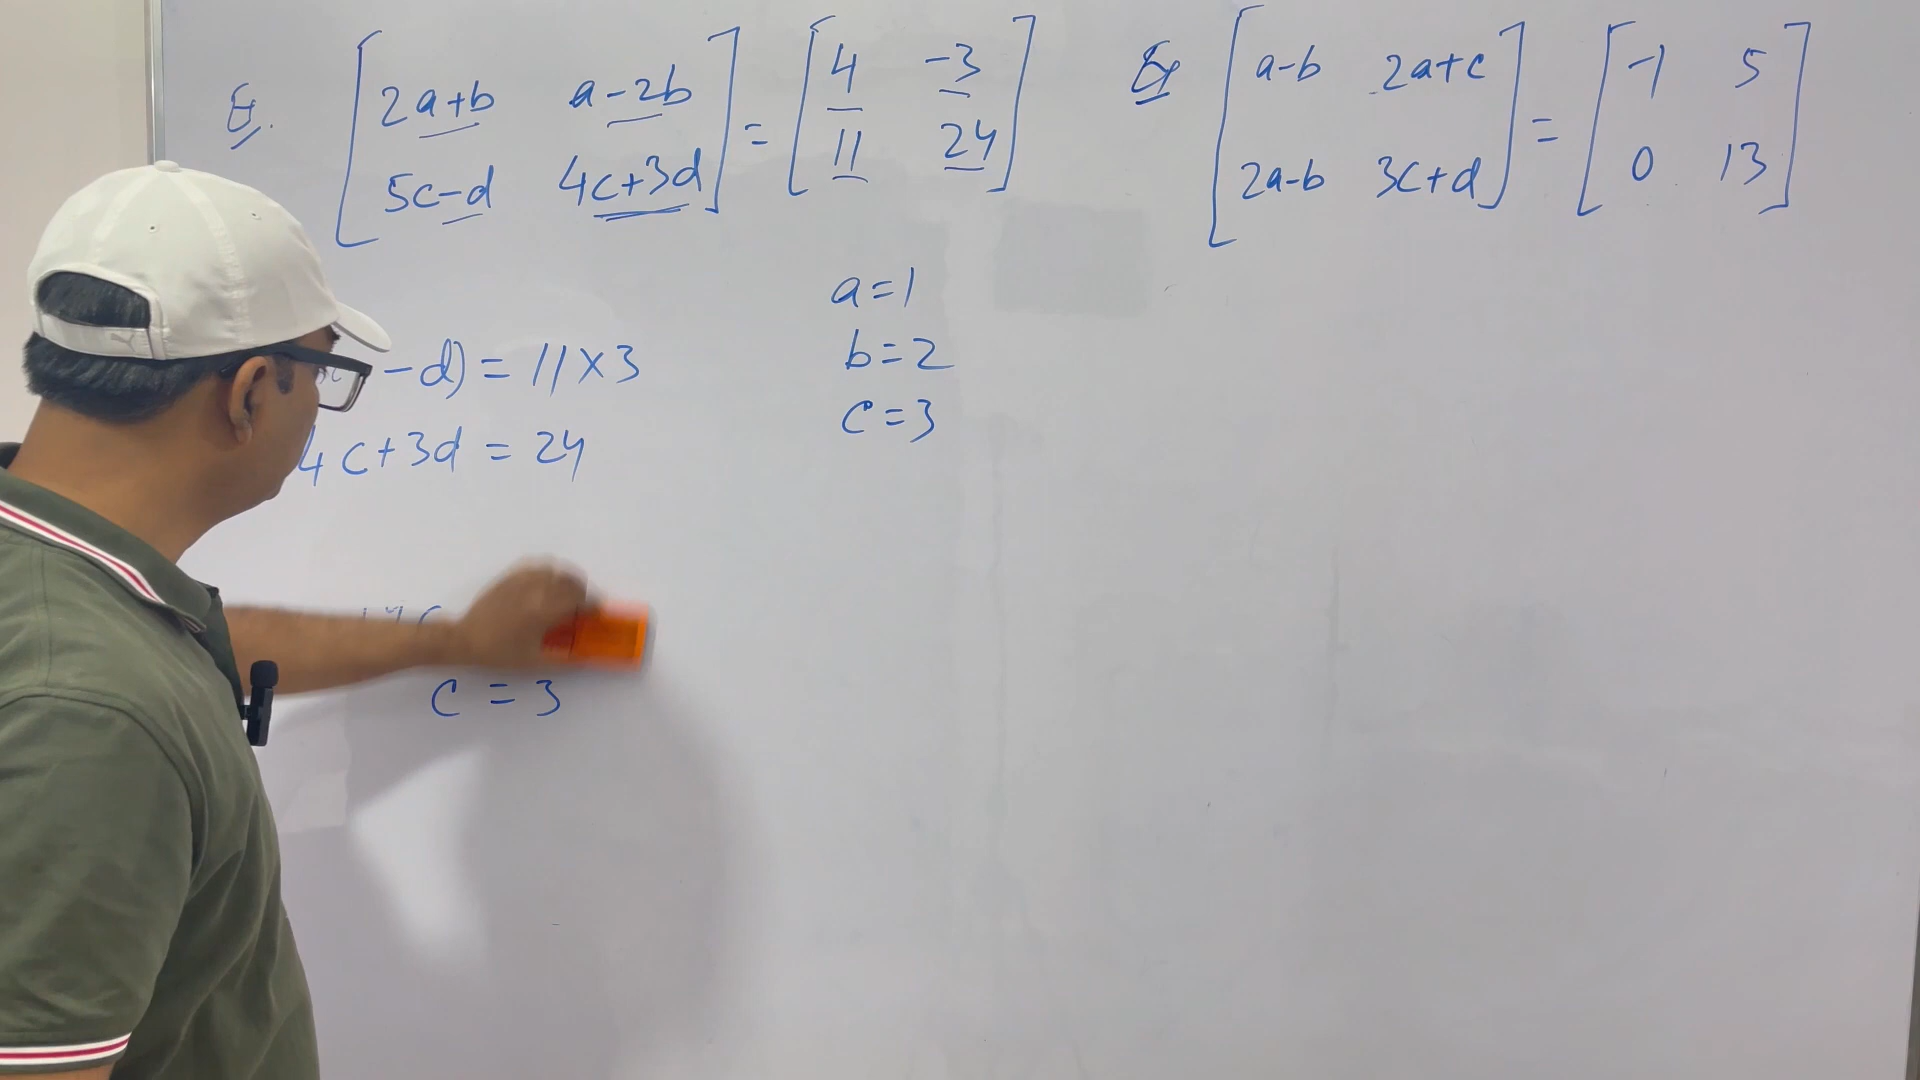 Ex. [2a+b a-2b
5c-d 4c+3d] = [4 -3
11 24]
Ex [a-b 2a+c
2a-b 3c+d] = [-1 5
0 13]
a=1
b=2
c=3
-d) = 11×3
4c+3d = 24
c = 3